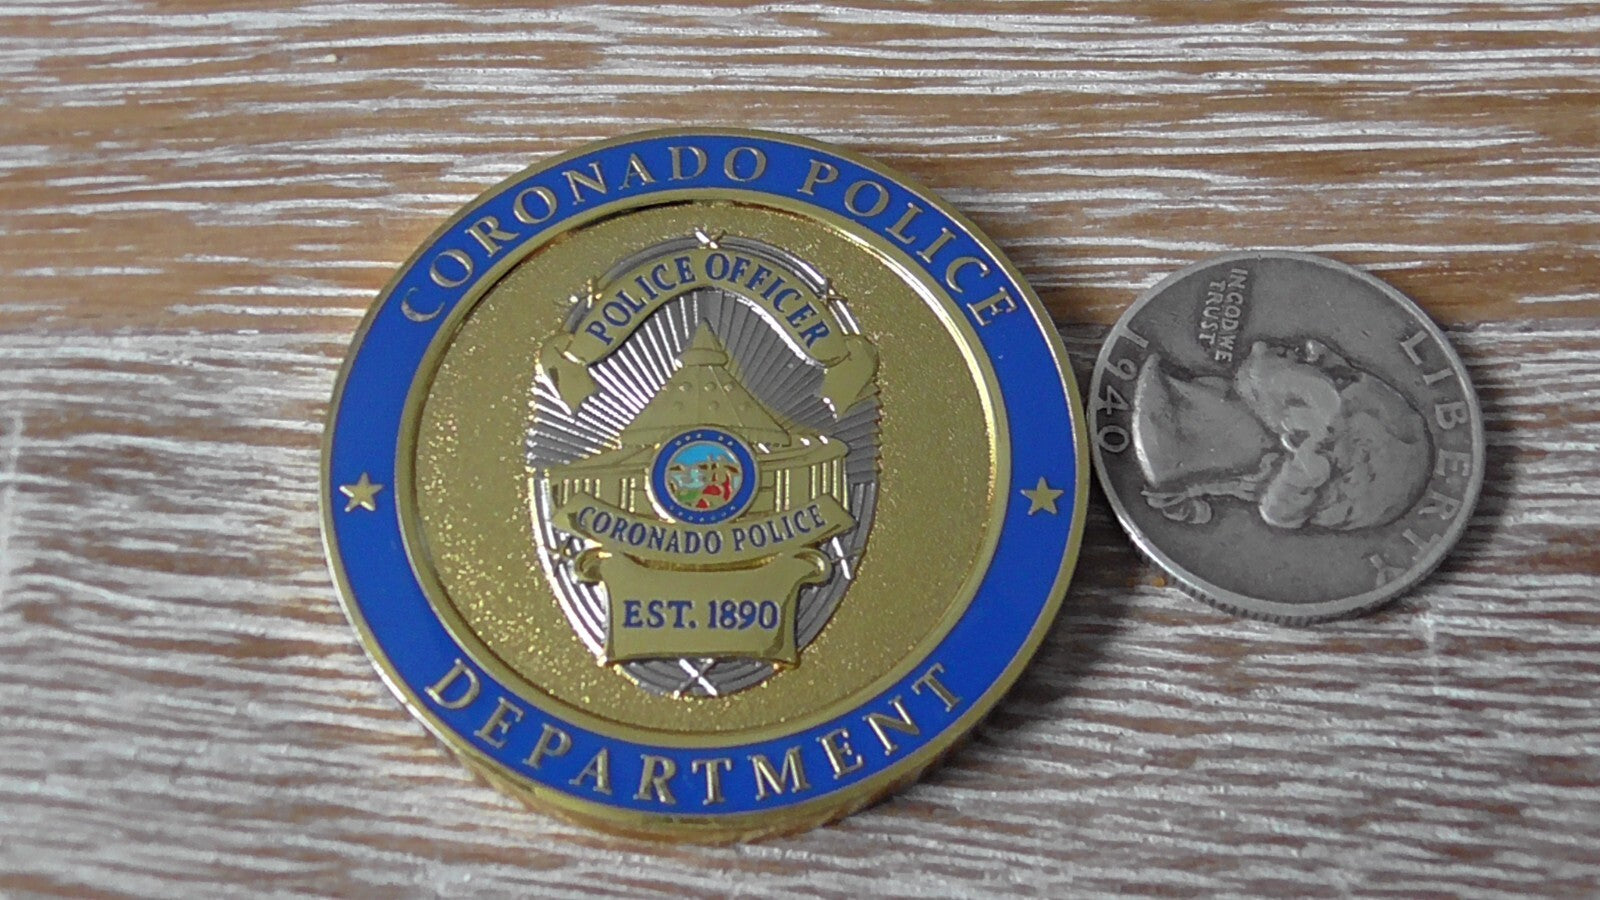 CORONADO POLICE
POLICE OFFICER
CORONADO POLICE
EST. 1890
DEPARTMENT
LIBERTY
IN GOD WE
TRUST
1940